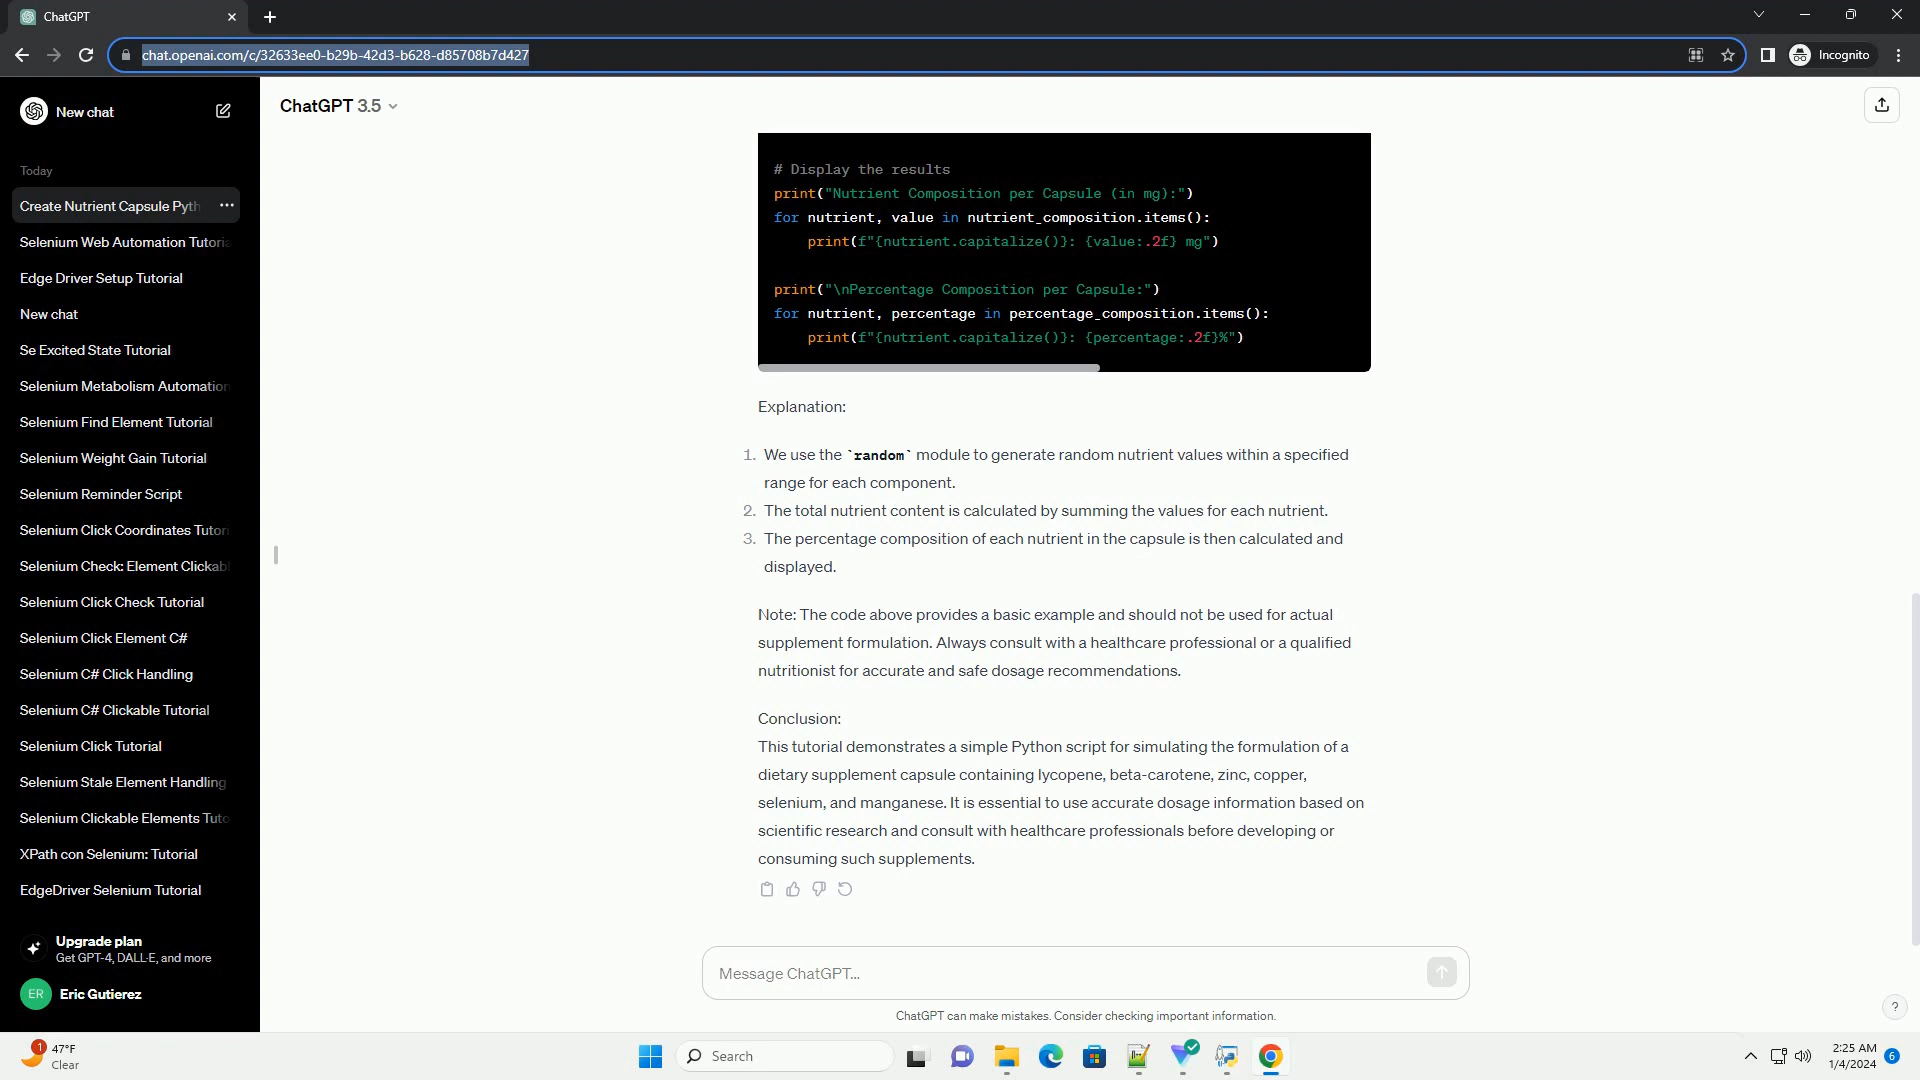 ChatGPT
chat.openai.com/c/32633ee0-b29b-42d3-b628-d85708b7d427
Incognito
New chat
ChatGPT 3.5
Today
Create Nutrient Capsule Pyth
Selenium Web Automation Tutoria
Edge Driver Setup Tutorial
New chat
Se Excited State Tutorial
Selenium Metabolism Automation
Selenium Find Element Tutorial
Selenium Weight Gain Tutorial
Selenium Reminder Script
Selenium Click Coordinates Tutori
Selenium Check: Element Clickabl
Selenium Click Check Tutorial
Selenium Click Element C#
Selenium C# Click Handling
Selenium C# Clickable Tutorial
Selenium Click Tutorial
Selenium Stale Element Handling
Selenium Clickable Elements Tuto
XPath con Selenium: Tutorial
EdgeDriver Selenium Tutorial
Upgrade plan
Get GPT-4, DALL·E, and more
ER
Eric Gutierez
# Display the results
print("Nutrient Composition per Capsule (in mg):")
for nutrient, value in nutrient_composition.items():
    print(f"{nutrient.capitalize()}: {value:.2f} mg")
print("\nPercentage Composition per Capsule:")
for nutrient, percentage in percentage_composition.items():
    print(f"{nutrient.capitalize()}: {percentage:.2f}%")
Explanation:
1. We use the `random` module to generate random nutrient values within a specified
range for each component.
2. The total nutrient content is calculated by summing the values for each nutrient.
3. The percentage composition of each nutrient in the capsule is then calculated and
displayed.
Note: The code above provides a basic example and should not be used for actual
supplement formulation. Always consult with a healthcare professional or a qualified
nutritionist for accurate and safe dosage recommendations.
Conclusion:
This tutorial demonstrates a simple Python script for simulating the formulation of a
dietary supplement capsule containing lycopene, beta-carotene, zinc, copper,
selenium, and manganese. It is essential to use accurate dosage information based on
scientific research and consult with healthcare professionals before developing or
consuming such supplements.
Message ChatGPT...
ChatGPT can make mistakes. Consider checking important information.
?
1
47°F
Clear
Search
2:25 AM
1/4/2024
6